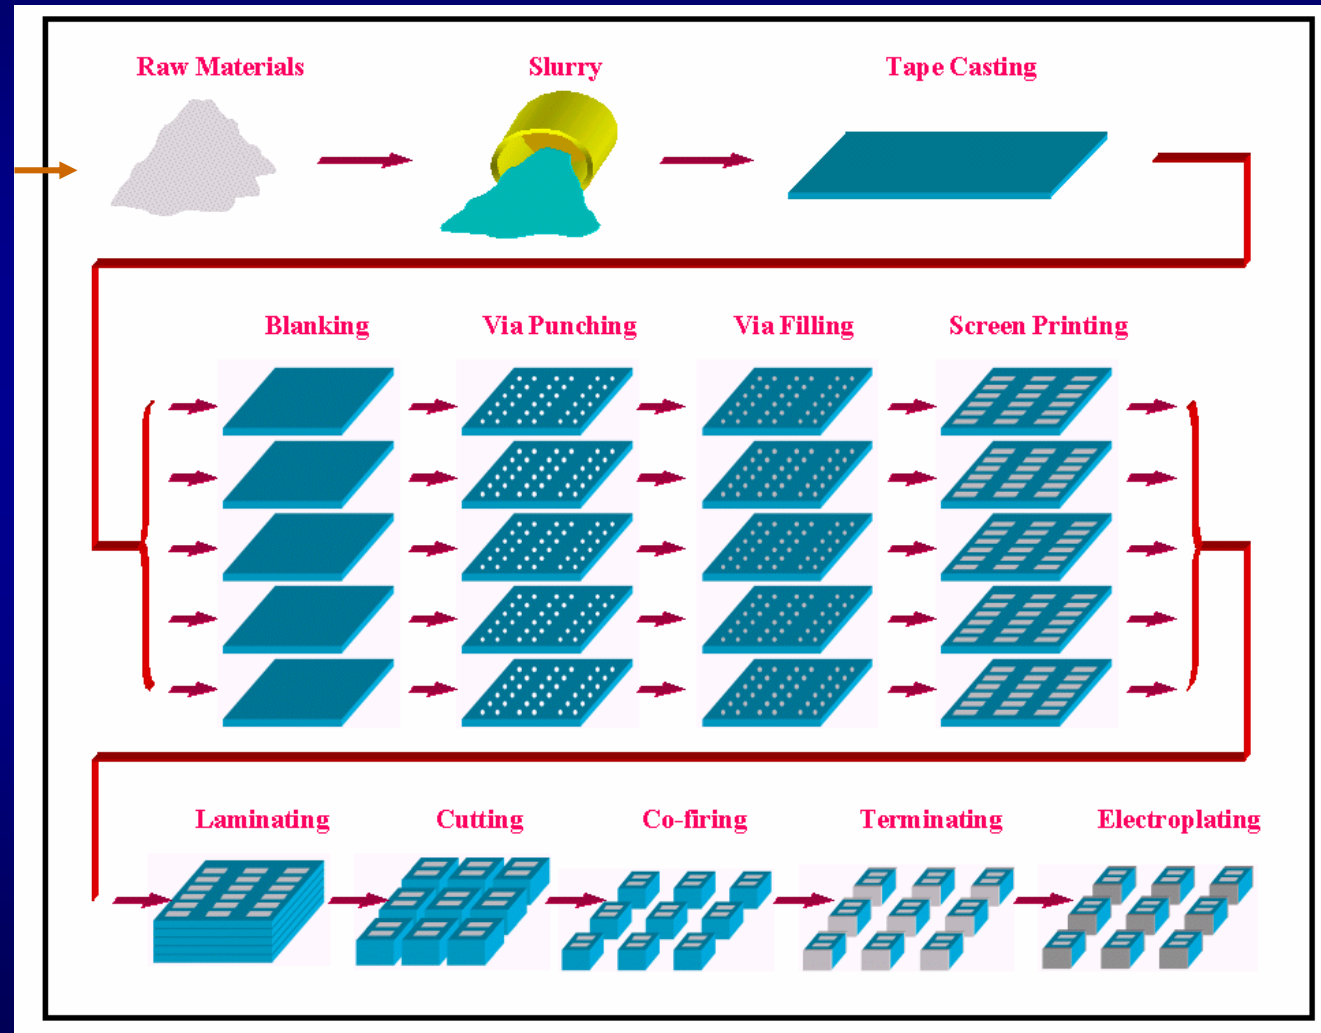 Raw Materials
Slurry
Tape Casting
Blanking
Via Punching
Via Filling
Screen Printing
Laminating
Cutting
Co-firing
Terminating
Electroplating